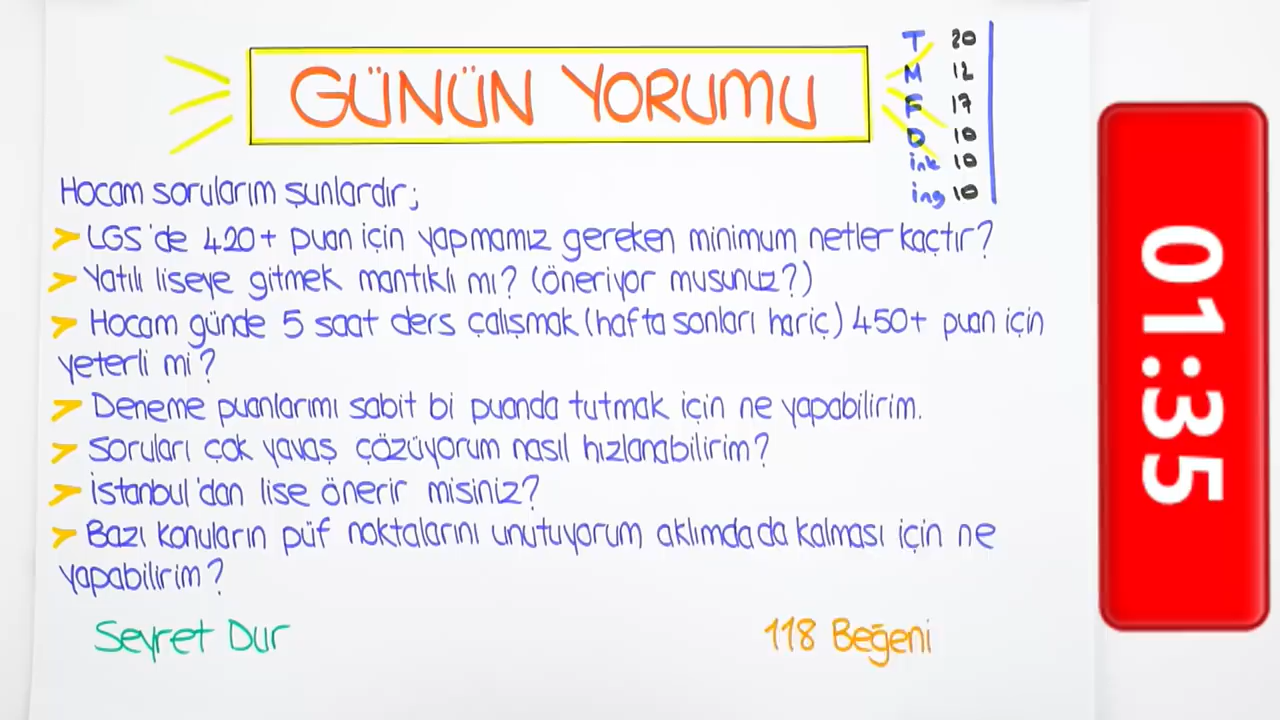 GÜNÜN YORUMU
T 20
M 12
F 17
D 10
ink 10
ing 10
Hocam sorularım şunlardır;
➤ LGS'de 420+ puan için yapmamız gereken minimum netler kaçtır?
➤ Yatılı liseye gitmek mantıklı mı? (öneriyor musunuz?)
➤ Hocam günde 5 saat ders çalışmak (hafta sonları hariç) 450+ puan için
yeterli mi?
➤ Deneme puanlarımı sabit bi puanda tutmak için ne yapabilirim.
➤ Soruları çok yavaş çözüyorum nasıl hızlanabilirim?
➤ İstanbul'dan lise önerir misiniz?
➤ Bazı konuların püf noktalarını unutuyorum aklımda da kalması için ne
yapabilirim?
Seyret Dur
118 Beğeni
01:35